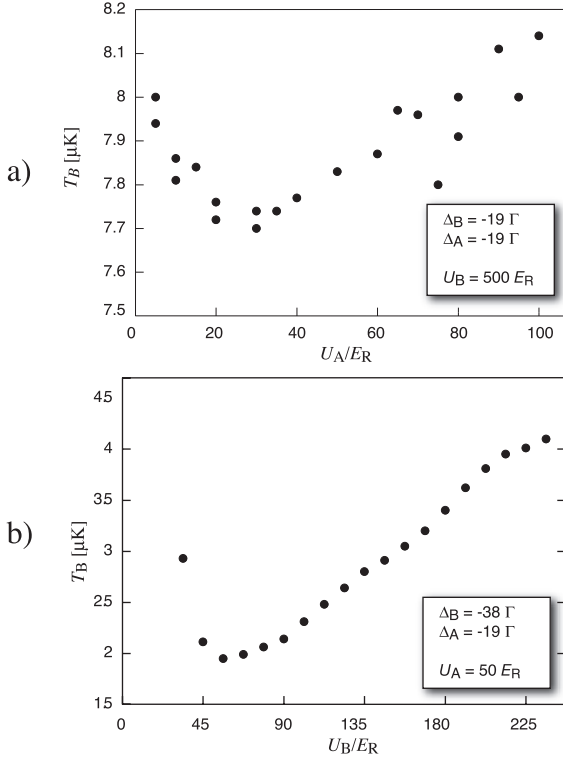 8.2
8.1
8
7.9
7.8
7.7
7.6
7.5
T_B [μK]
a)
Δ_B = -19 Γ
Δ_A = -19 Γ
U_B = 500 E_R
0 20 40 60 80 100
U_A/E_R
45
4
35
3
25
2
15
T_B [μK]
b)
Δ_B = -38 Γ
Δ_A = -19 Γ
U_A = 50 E_R
0 45 90 135 180 225
U_B/E_R